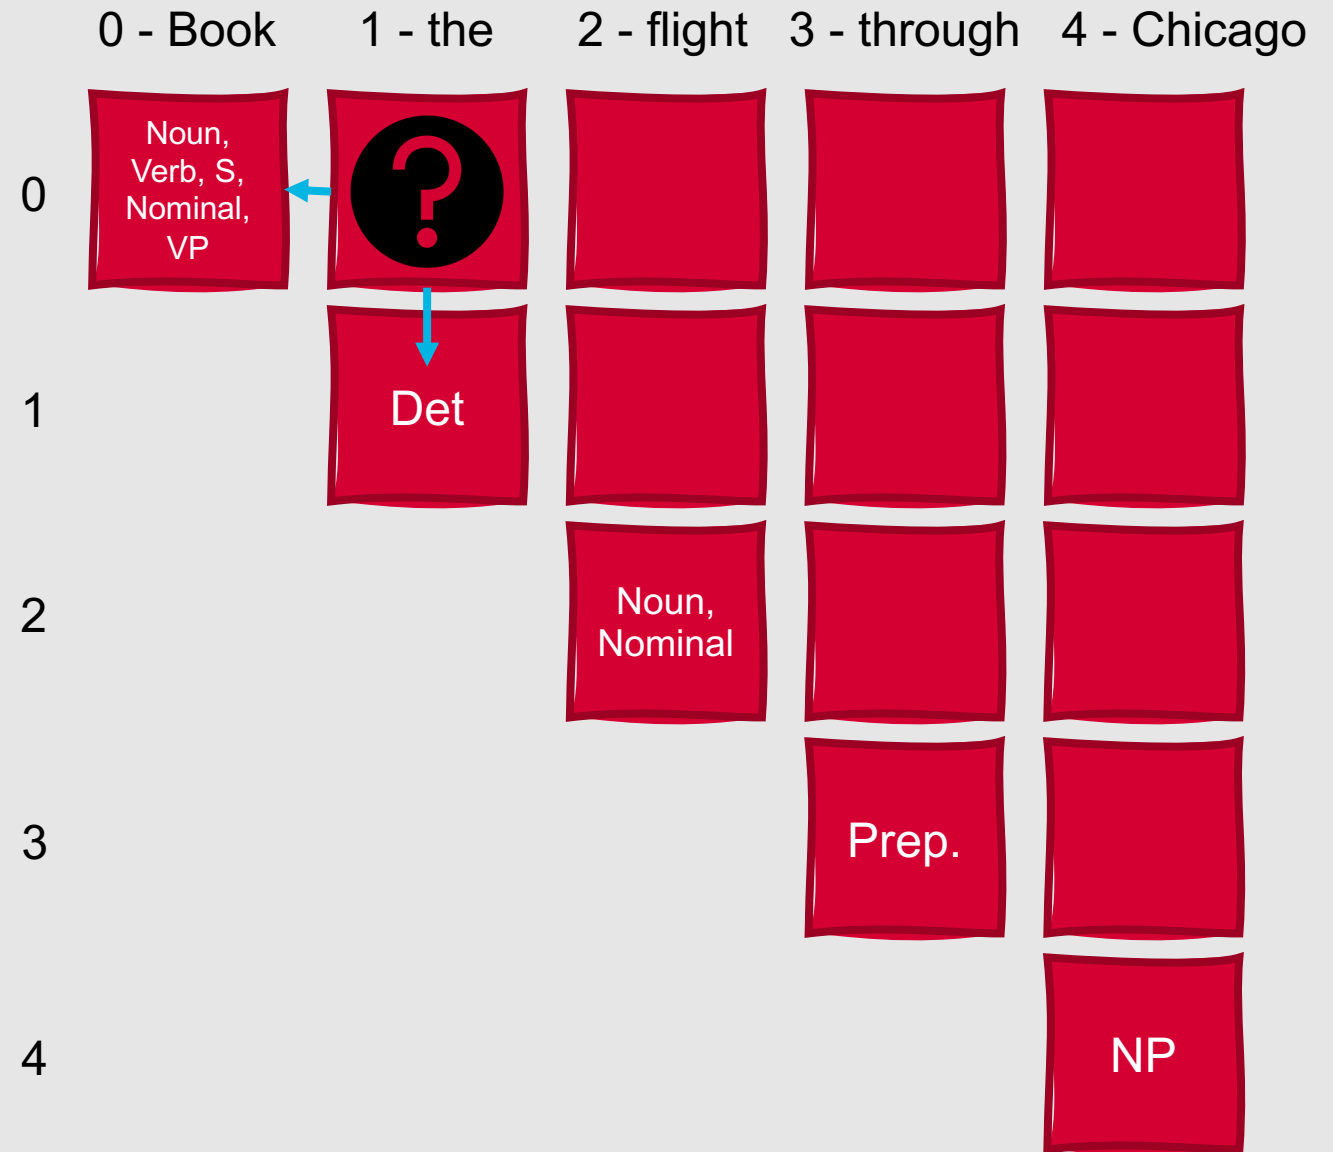 0 - Book 1 - the 2 - flight 3 - through 4 - Chicago
0
Noun,
Verb, S,
Nominal,
VP
?
1
Det
2
Noun,
Nominal
3
Prep.
4
NP